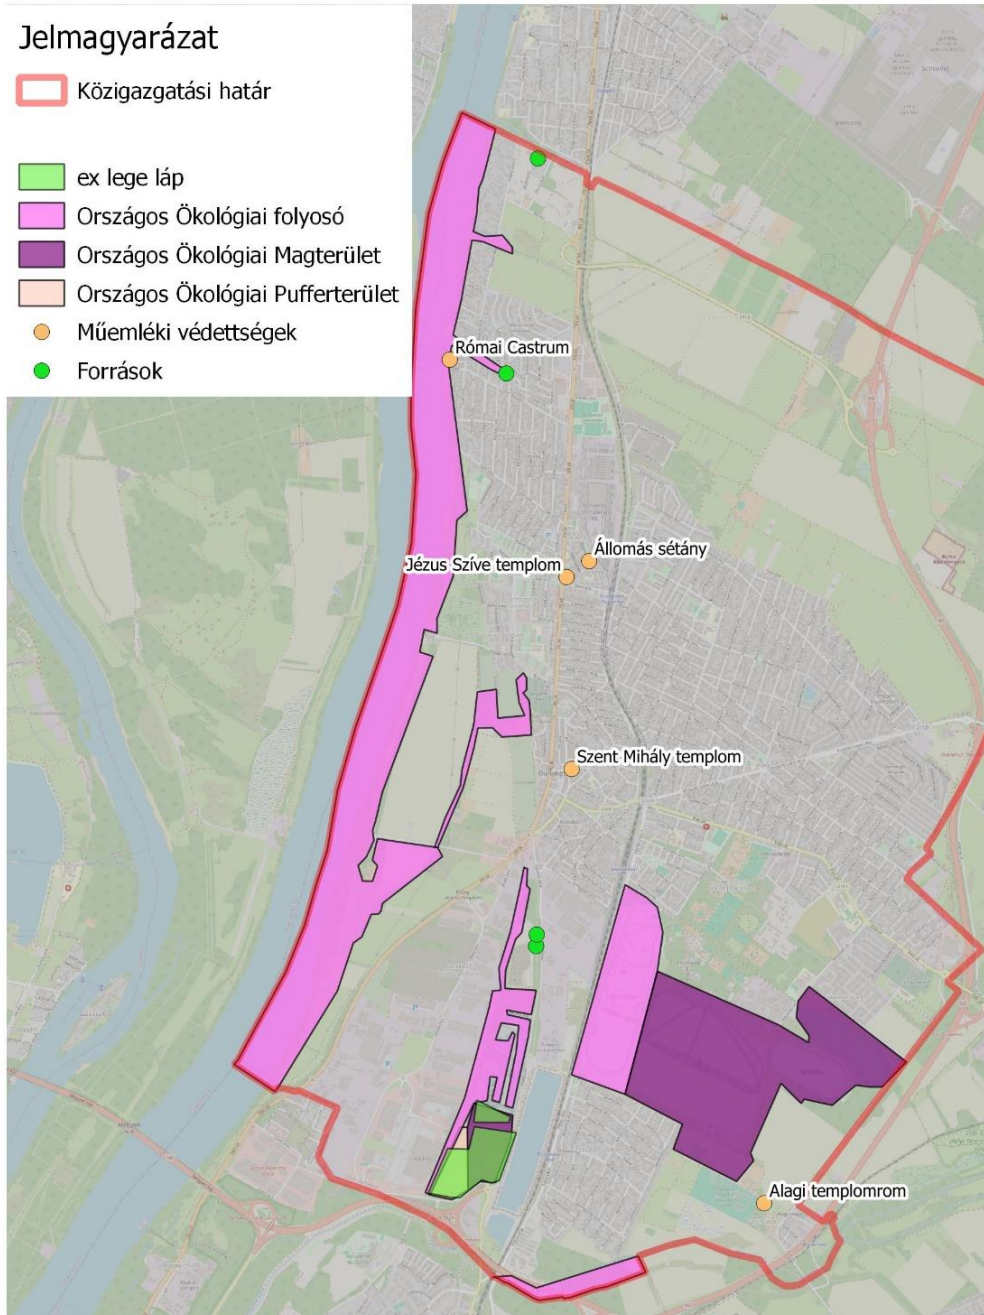 Jelmagyarázat
Közigazgatási határ
ex lege láp
Országos Ökológiai folyosó
Országos Ökológiai Magterület
Országos Ökológiai Pufferterület
Műemléki védettségek
Források
Római Castrum
Állomás sétány
Jézus Szíve templom
Szent Mihály templom
Alagi templomrom